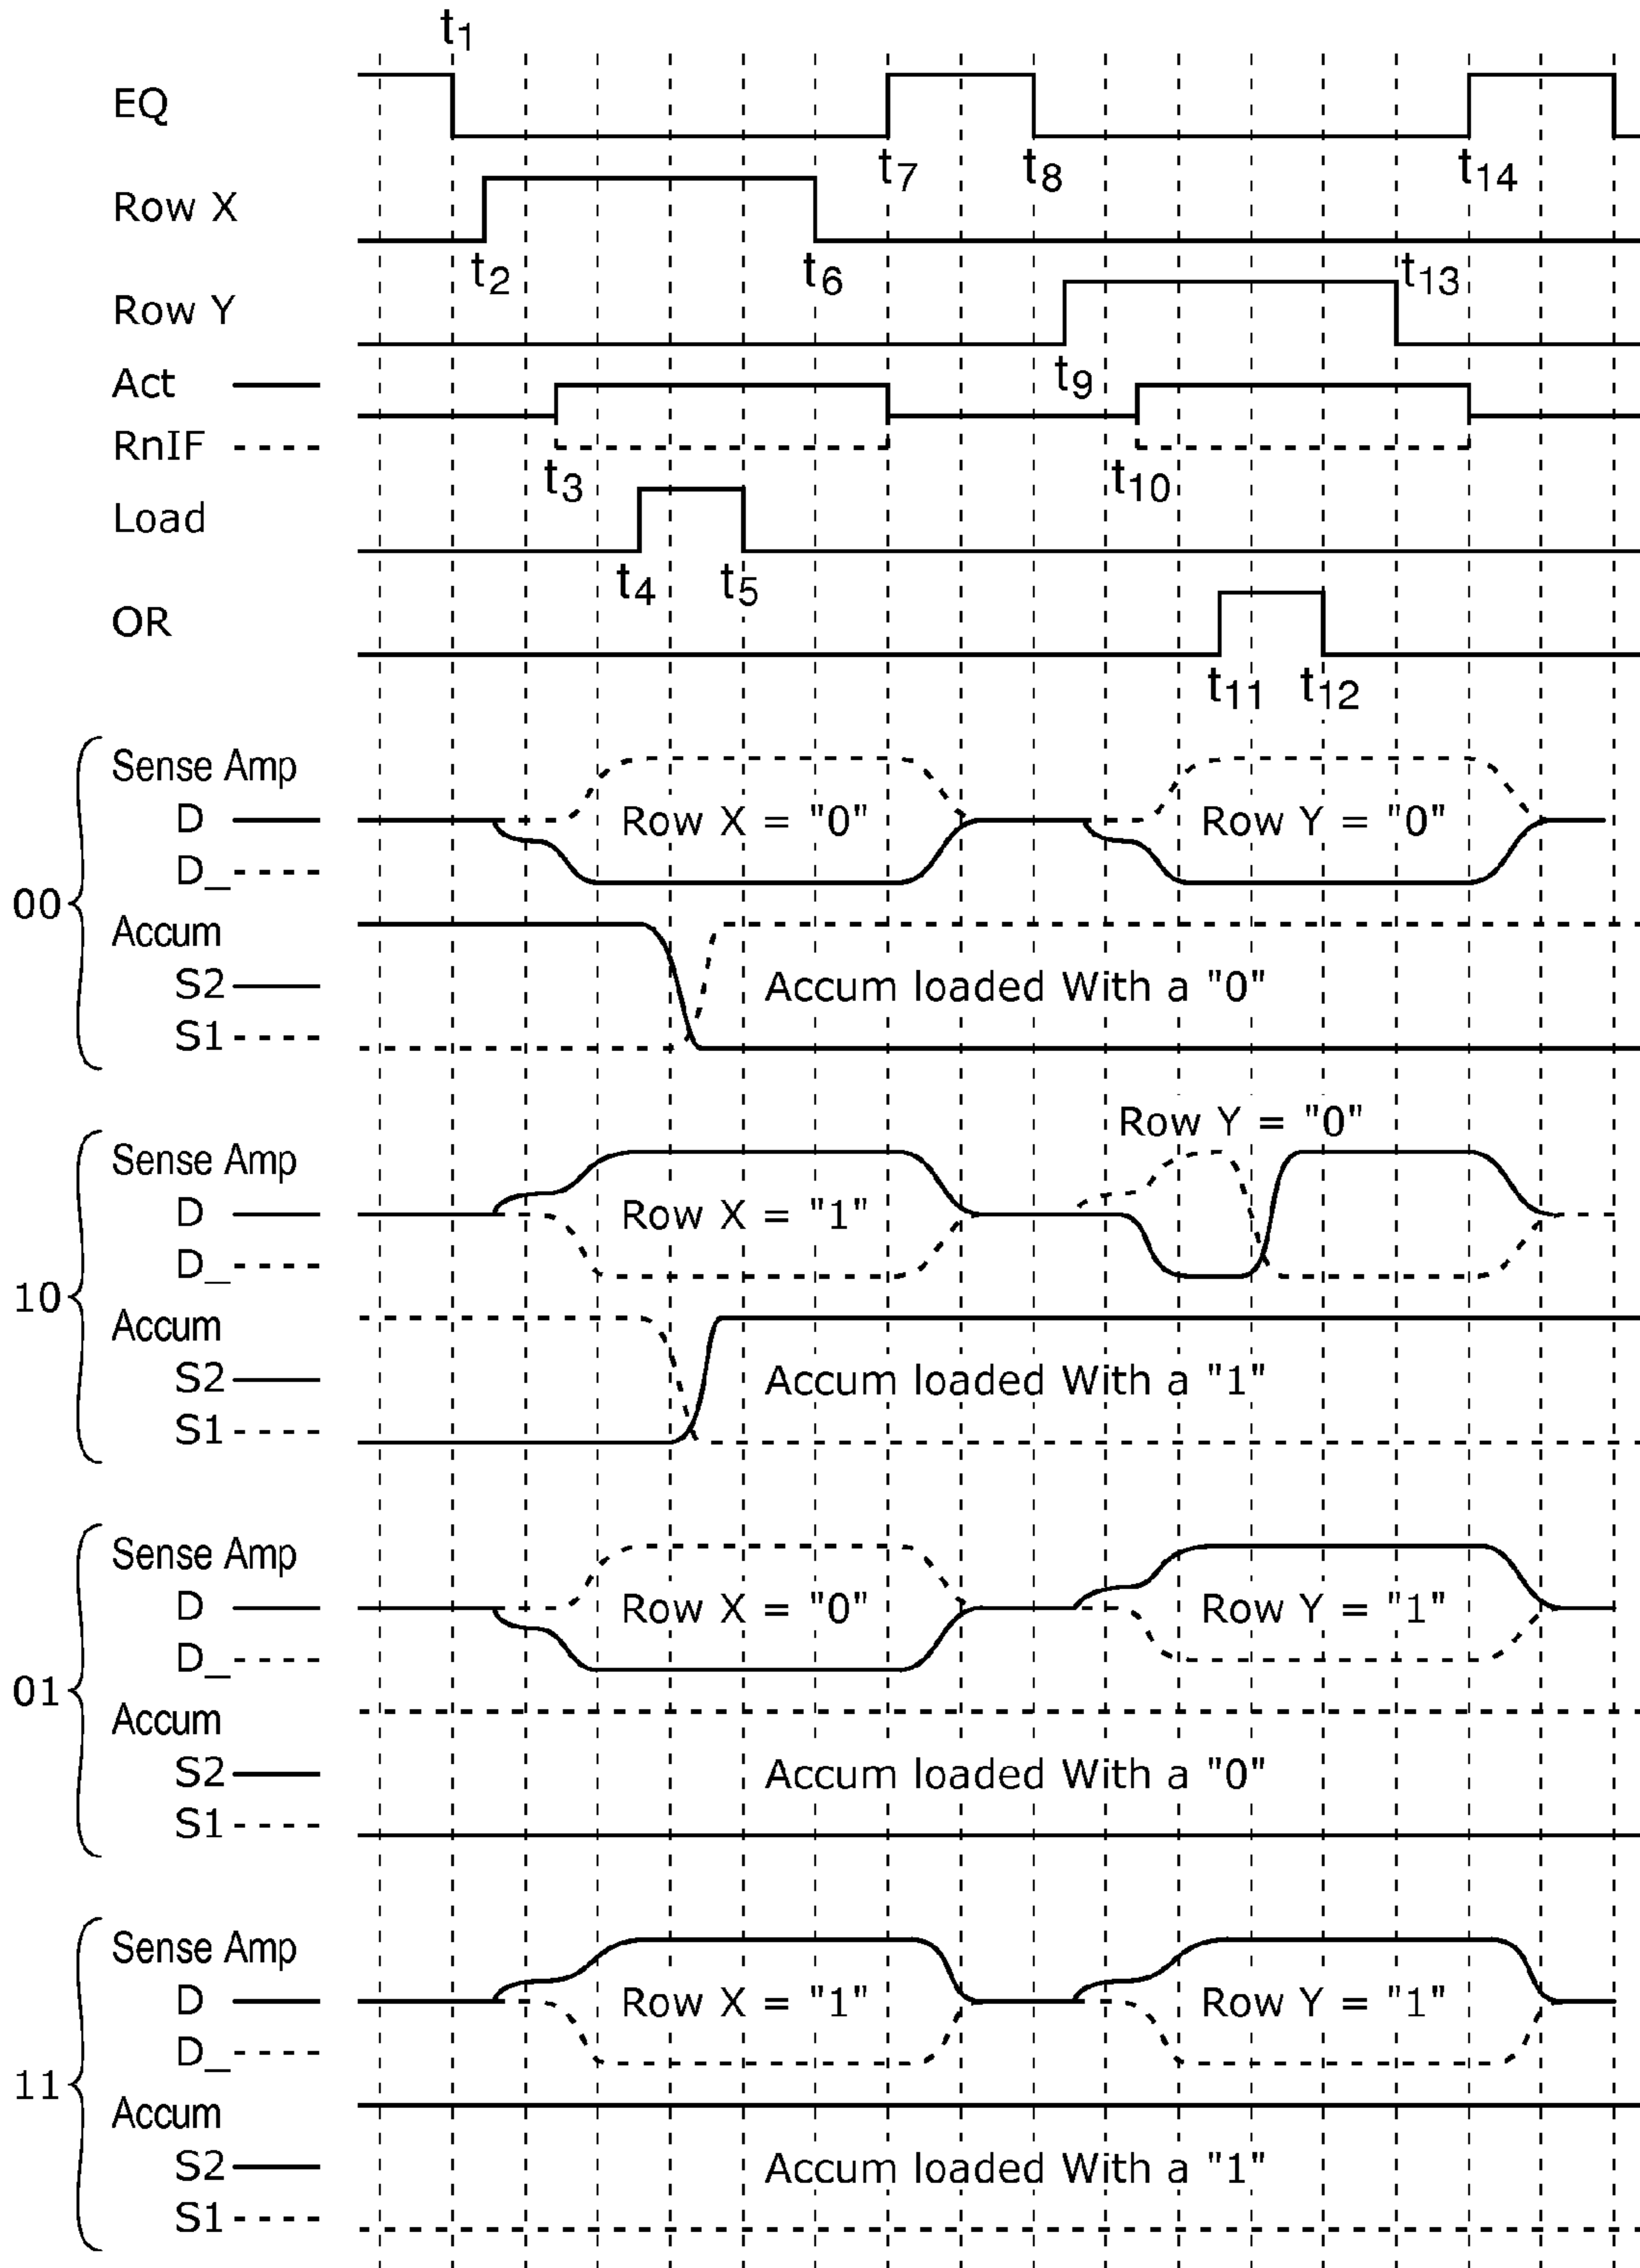 t1
EQ
t7 t8 t14
Row X
t2 t6 t13
Row Y
t9
Act
RnIF
t3 t10
Load
t4 t5
OR
t11 t12
00
Sense Amp
D Row X = "0" Row Y = "0"
D_
Accum
S2 Accum loaded With a "0"
S1
Row Y = "0"
10
Sense Amp
D Row X = "1"
D_
Accum
S2 Accum loaded With a "1"
S1
01
Sense Amp
D Row X = "0" Row Y = "1"
D_
Accum
S2 Accum loaded With a "0"
S1
11
Sense Amp
D Row X = "1" Row Y = "1"
D_
Accum
S2 Accum loaded With a "1"
S1